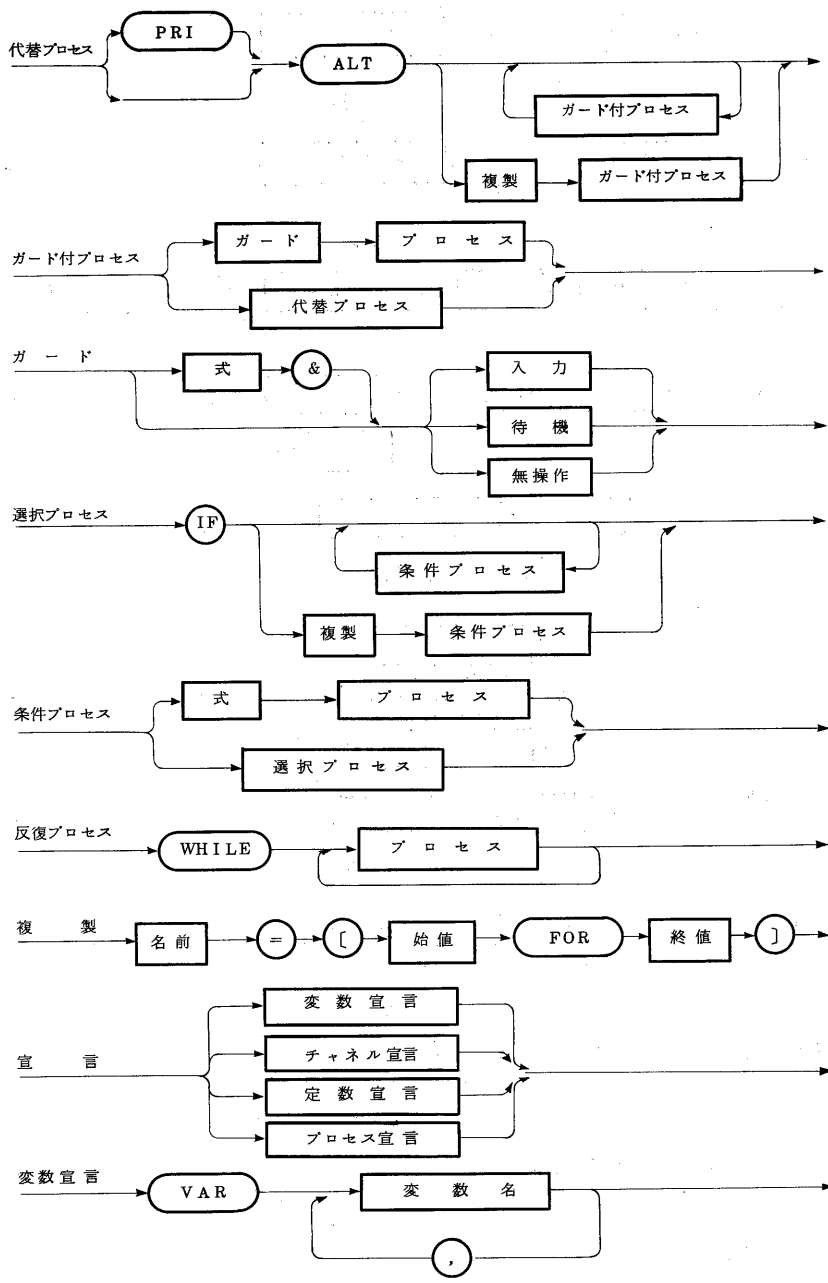 代替プロセス
PRI
ALT
ガード付プロセス
複製
ガード付プロセス
ガード付プロセス
ガード
プロセス
代替プロセス
ガード
式
&
入力
待機
無操作
選択プロセス
IF
条件プロセス
複製
条件プロセス
条件プロセス
式
プロセス
選択プロセス
反復プロセス
WHILE
プロセス
複製
名前
=
[
始値
FOR
終値
]
宣言
変数宣言
チャネル宣言
定数宣言
プロセス宣言
変数宣言
VAR
変数名
,